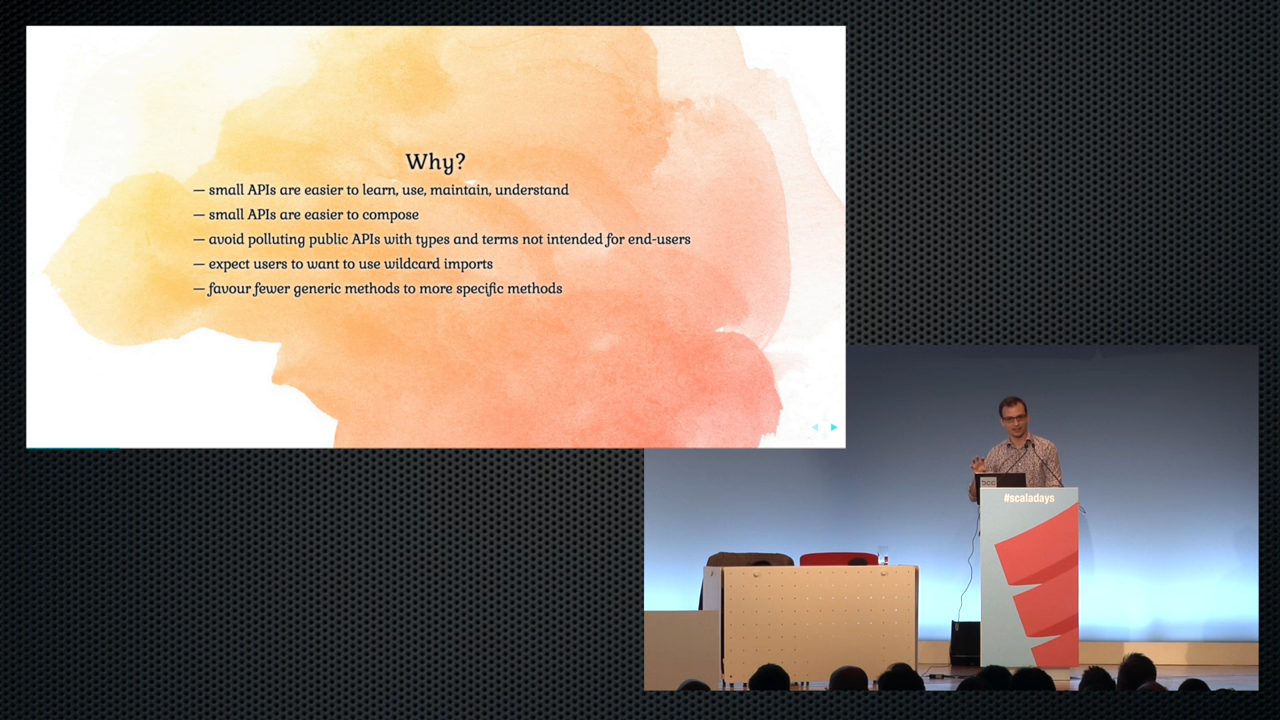 Why?
— small APIs are easier to learn, use, maintain, understand
— small APIs are easier to compose
— avoid polluting public APIs with types and terms not intended for end-users
— expect users to want to use wildcard imports
— favour fewer generic methods to more specific methods
#scaladays